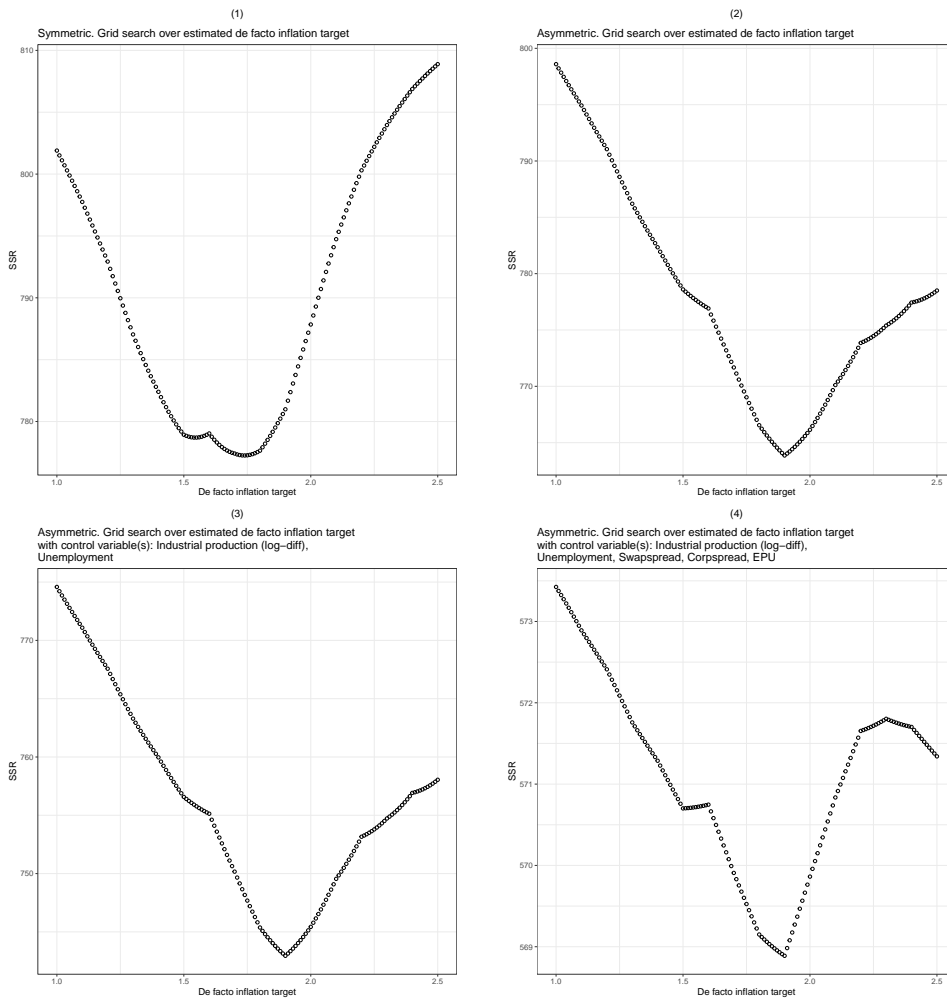 (1)
Symmetric. Grid search over estimated de facto inflation target
810
800
790
780
SSR
1.0 1.5 2.0 2.5
De facto inflation target
(2)
Asymmetric. Grid search over estimated de facto inflation target
800
790
780
770
SSR
1.0 1.5 2.0 2.5
De facto inflation target
(3)
Asymmetric. Grid search over estimated de facto inflation target
with control variable(s): Industrial production (log−diff),
Unemployment
770
760
750
SSR
1.0 1.5 2.0 2.5
De facto inflation target
(4)
Asymmetric. Grid search over estimated de facto inflation target
with control variable(s): Industrial production (log−diff),
Unemployment, Swapspread, Corpspread, EPU
573
572
571
570
569
SSR
1.0 1.5 2.0 2.5
De facto inflation target